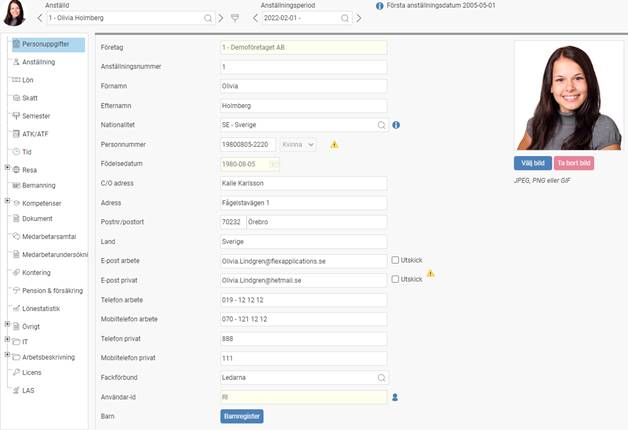 Anställd
Anställningsperiod
1 - Olivia Holmberg
2022-02-01 -
Första anställningsdatum 2005-05-01
Personuppgifter
Anställning
Lön
Skatt
Semester
ATK/ATF
Tid
Resa
Bemanning
Kompetenser
Dokument
Medarbetarsamtal
Medarbetarundersökni
Kontering
Pension & försäkring
Lönestatistik
Övrigt
IT
Arbetsbeskrivning
Licens
LAS
Företag 1 - Demoföretaget AB
Anställningsnummer 1
Förnamn Olivia
Efternamn Holmberg
Nationalitet SE - Sverige
Personnummer 19800805-2220 Kvinna
Födelsedatum 1980-08-05
C/O adress Kalle Karlsson
Adress Fågelstavägen 1
Postnr/postort 70232 Örebro
Land Sverige
E-post arbete Olivia.Lindgren@flexapplications.se Utskick
E-post privat Olivia.Lindgren@hetmail.se Utskick
Telefon arbete 019 - 12 12 12
Mobiltelefon arbete 070 - 121 12 12
Telefon privat 888
Mobiltelefon privat 111
Fackförbund Ledarna
Användar-id RI
Barn Barnregister
Välj bild
Ta bort bild
JPEG, PNG eller GIF